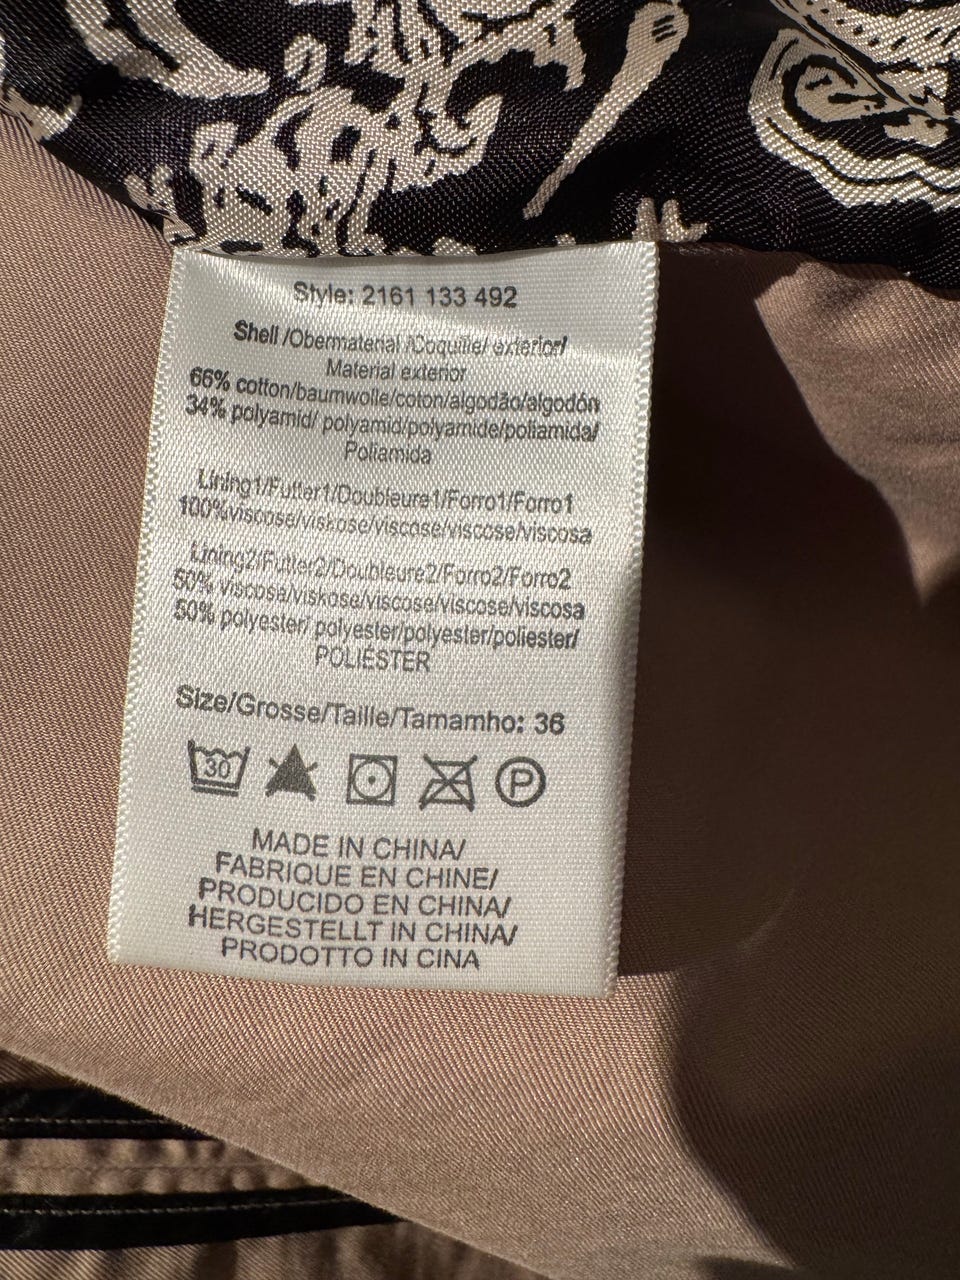 Style: 2161 133 492
Shell /Obermaterial /Coquille/ exterior/
Material exterior
66% cotton/baumwolle/coton/algodão/algodón
34% polyamid/ polyamid/polyamide/poliamida/
Poliamida
Lining1/Futter1/Doubleure1/Forro1/Forro1
100%viscose/viskose/viscose/viscose/viscosa
Lining2/Futter2/Doubleure2/Forro2/Forro2
50% viscose/viskose/viscose/viscose/viscosa
50% polyester/ polyester/polyester/poliester/
POLIÉSTER
Size/Grosse/Taille/Tamamho: 36
30 P
MADE IN CHINA/
FABRIQUE EN CHINE/
PRODUCIDO EN CHINA/
HERGESTELLT IN CHINA/
PRODOTTO IN CINA